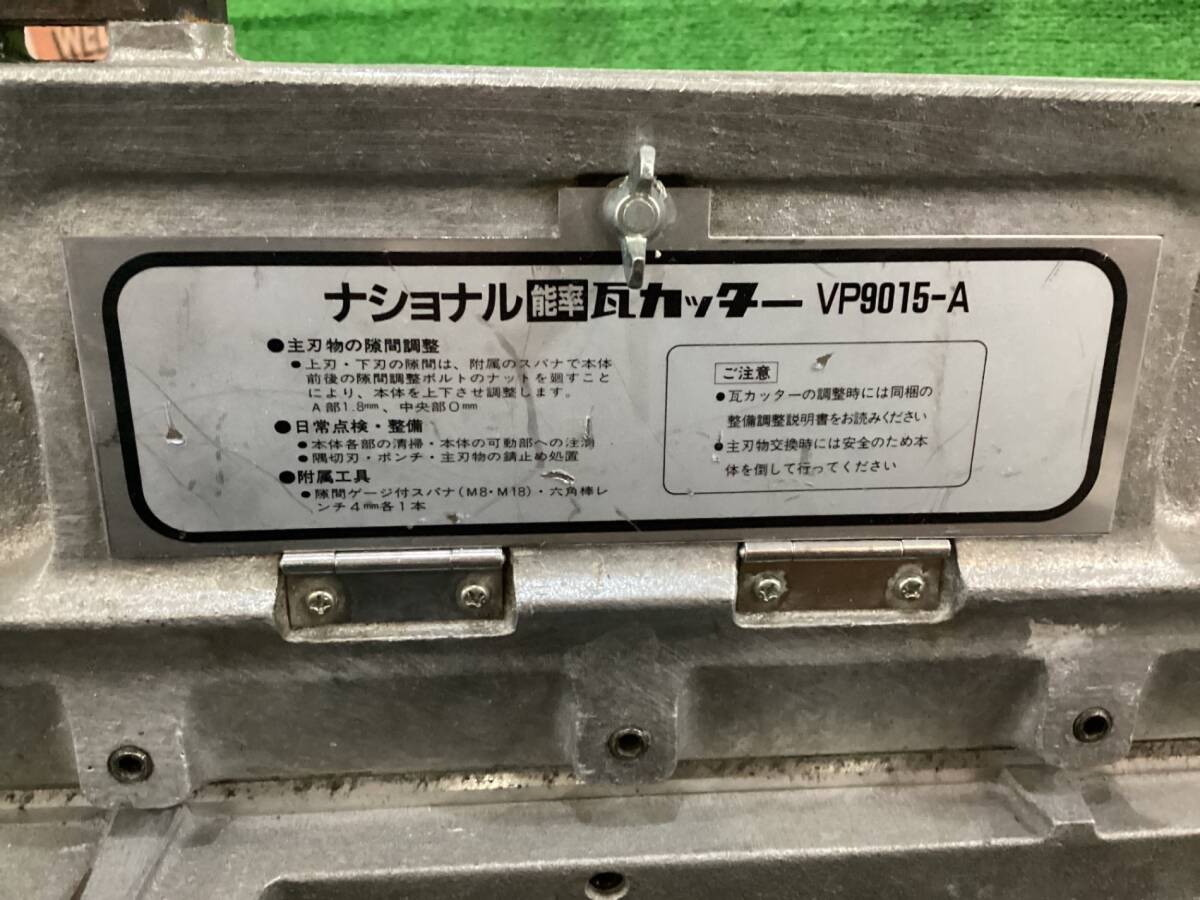 WE
ナショナル能率瓦カッター VP9015-A
●主刃物の隙間調整
●上刃・下刃の隙間は、附属のスパナで本体
前後の隙間調整ボルトのナットを廻すこと
により、本体を上下させ調整します。
A部1.8mm、中央部0mm
●日常点検・整備
●本体各部の清掃・本体の可動部への注油
●隅切刃・ポンチ・主刃物の錆止め処置
●附属工具
●隙間ゲージ付スパナ(M8・M18)・六角棒レ
ンチ4mm各1本
ご注意
●瓦カッターの調整時には同梱の
整備調整説明書をお読みください
●主刃物交換時には安全のため本
体を倒して行ってください